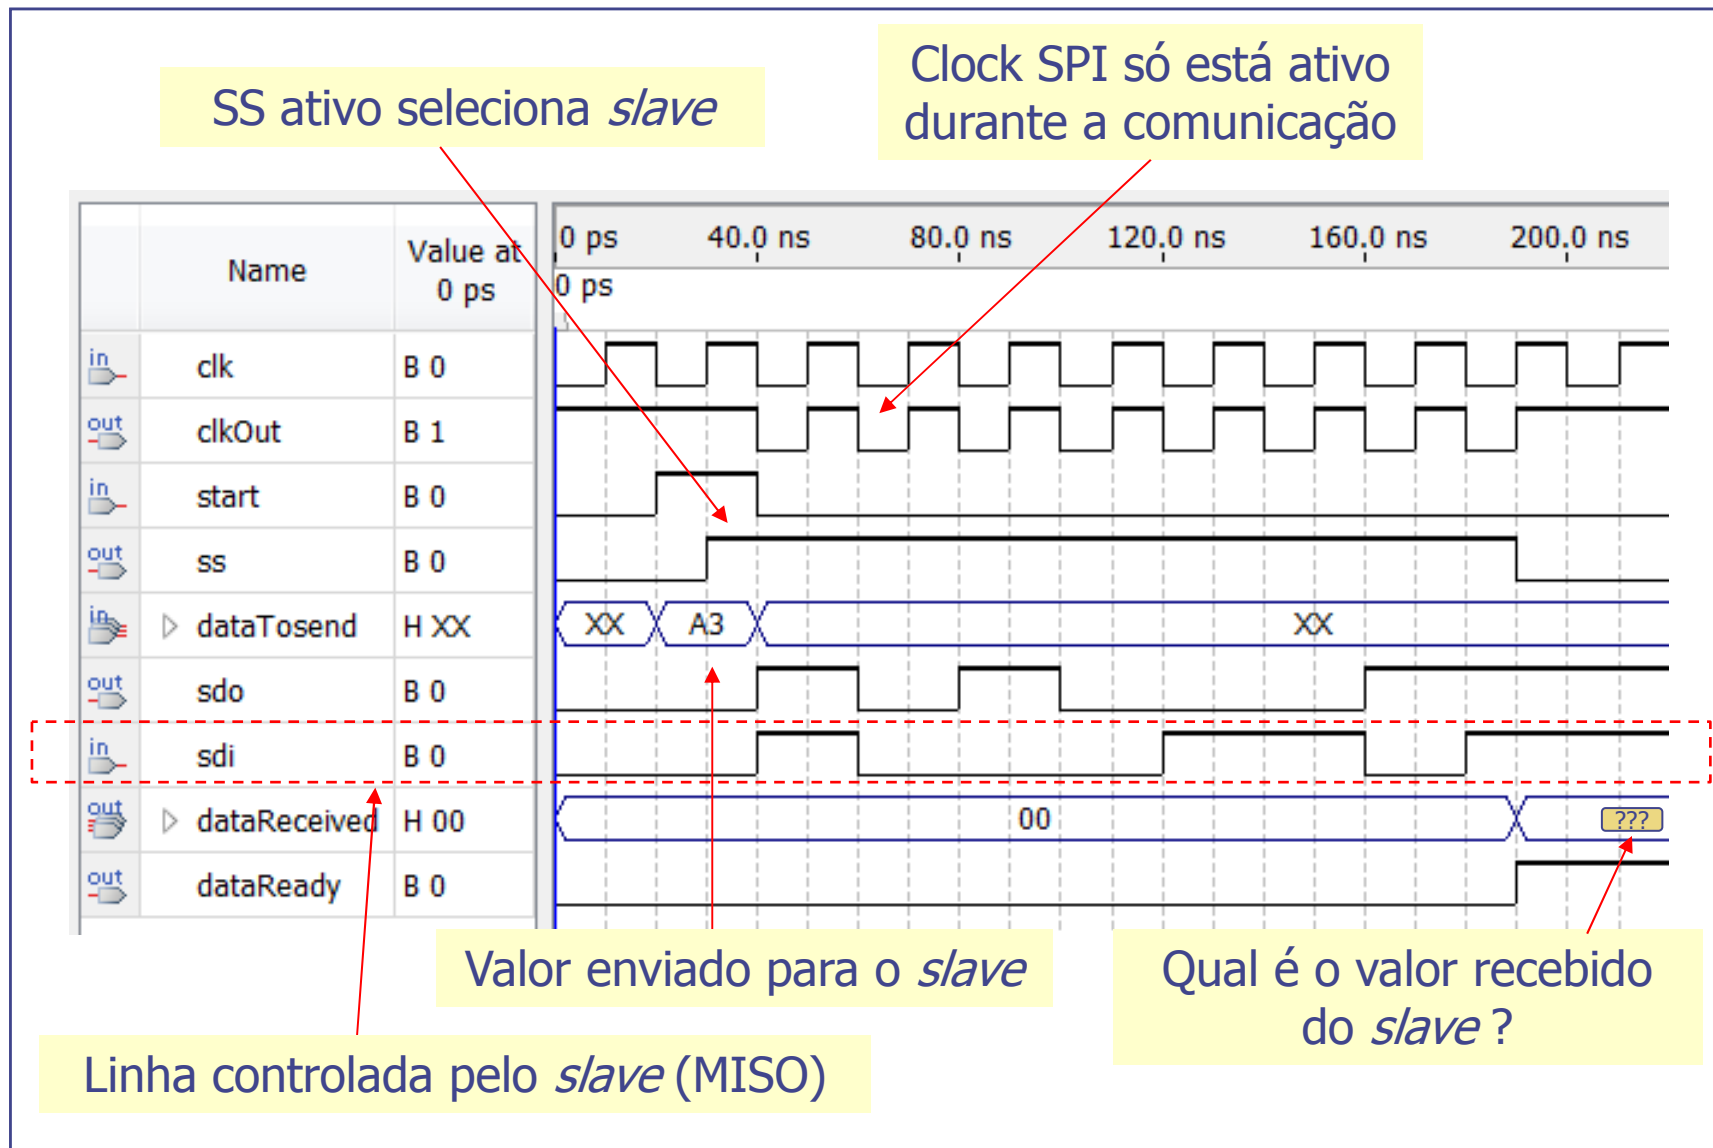 SS ativo seleciona slave
Clock SPI só está ativo
durante a comunicação
Name
Value at
0 ps
0 ps
40.0 ns
80.0 ns
120.0 ns
160.0 ns
200.0 ns
0 ps
in
clk
B 0
out
clkOut
B 1
in
start
B 0
out
ss
B 0
in
dataTosend
H XX
XX
A3
XX
out
sdo
B 0
in
sdi
B 0
out
dataReceived
H 00
00
???
out
dataReady
B 0
Valor enviado para o slave
Qual é o valor recebido
do slave ?
Linha controlada pelo slave (MISO)